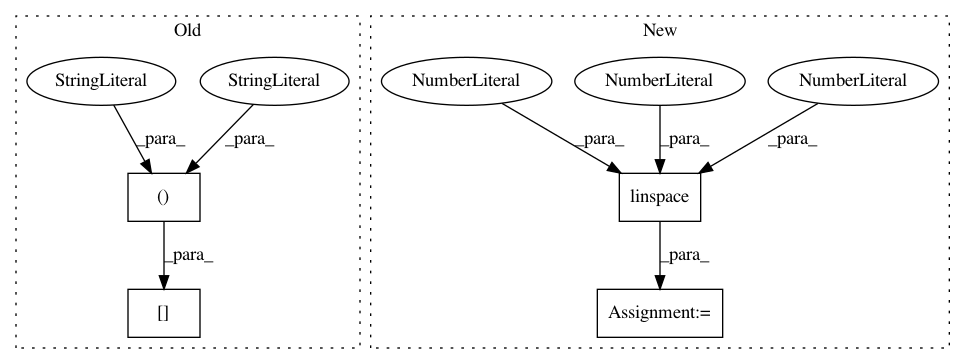 Old
New
StringLiteral
StringLiteral
NumberLiteral
NumberLiteral
NumberLiteral
_para_
_para_
_para_
_para_
_para_
()
linspace
_para_
_para_
[]
Assignment:=